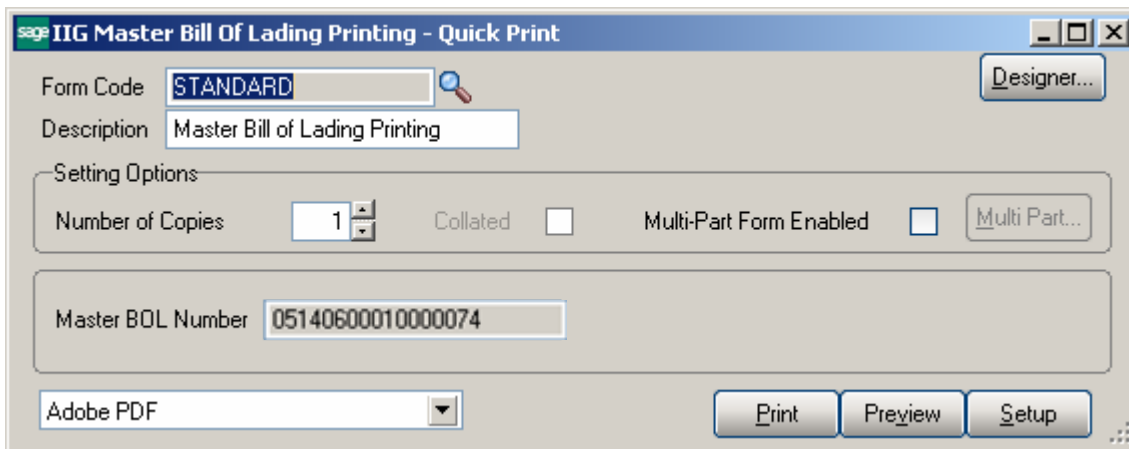 sage IIG Master Bill Of Lading Printing - Quick Print
Form Code STANDARD Designer...
Description Master Bill of Lading Printing
Setting Options
Number of Copies 1 Collated Multi-Part Form Enabled Multi Part...
Master BOL Number 05140600010000074
Adobe PDF Print Preview Setup